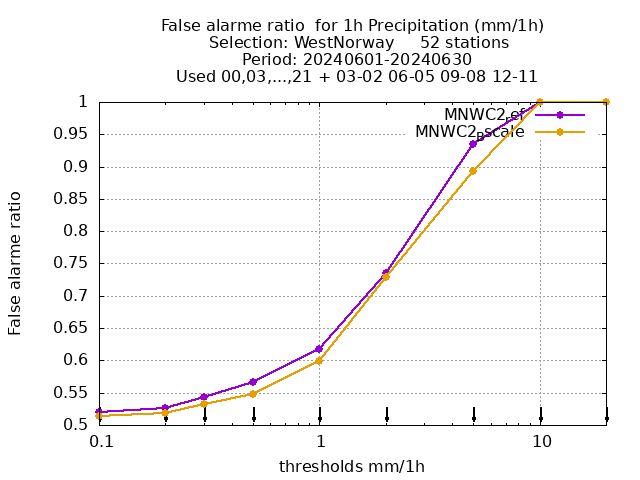 False alarme ratio for 1h Precipitation (mm/1h)
Selection: WestNorway 52 stations
Period: 20240601-20240630
Used 00,03,...,21 + 03-02 06-05 09-08 12-11
1
0.95
0.9
0.85
0.8
0.75
0.7
0.65
0.6
0.55
0.5
False alarme ratio
MNWC2ref
MNWC2pscale
0.1 1 10
thresholds mm/1h